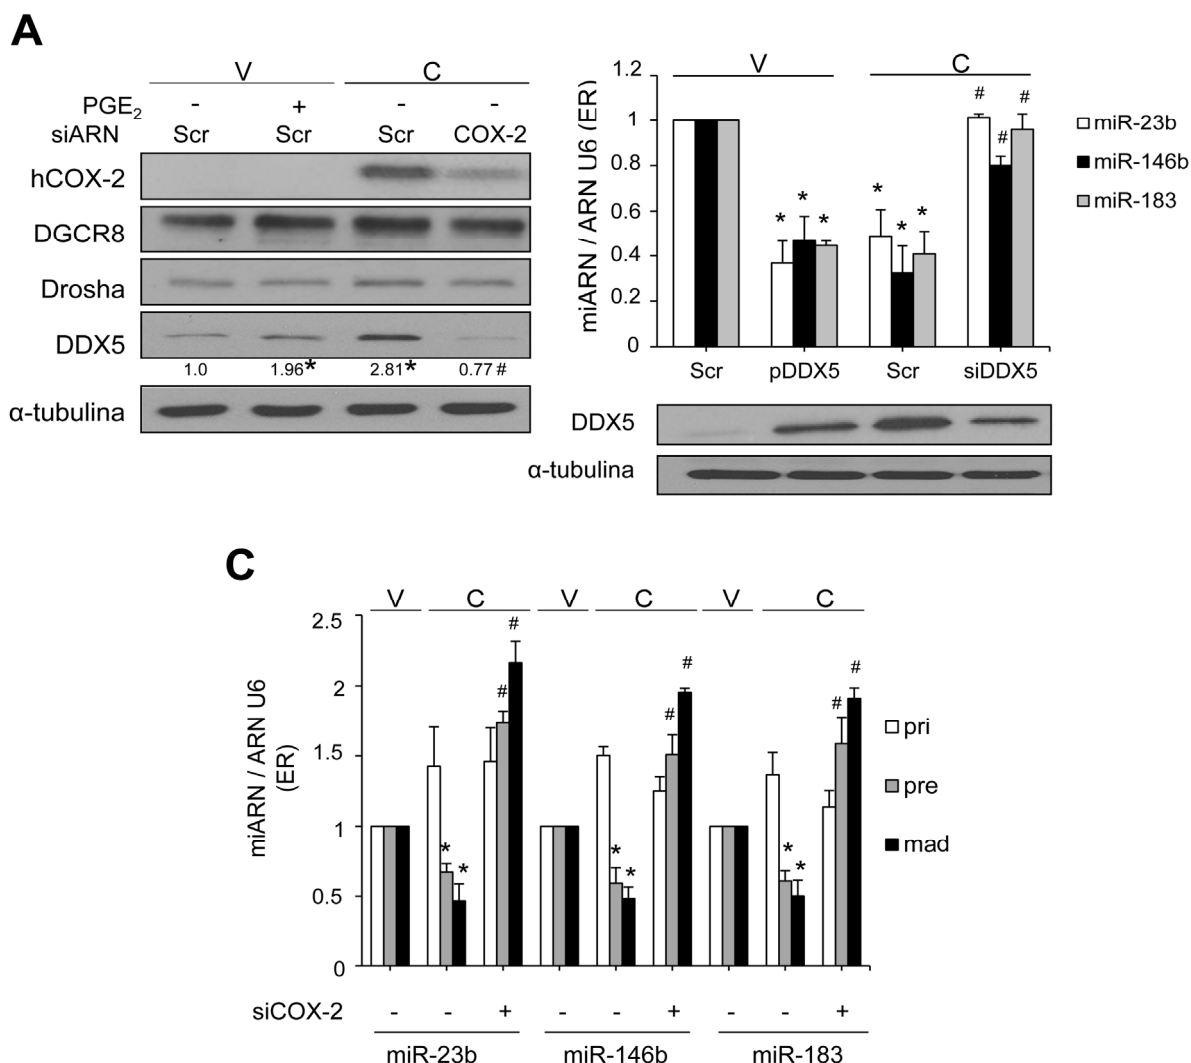 A
V C
PGE2 - + - -
siARN Scr Scr Scr COX-2
hCOX-2
DGCR8
Drosha
DDX5
1.0 1.96* 2.81* 0.77 #
α-tubulina
V C
miARN / ARN U6 (ER)
1.2
1
0.8
0.6
0.4
0.2
0
* * * * * * # # #
miR-23b
miR-146b
miR-183
Scr pDDX5 Scr siDDX5
DDX5
α-tubulina
C
V C V C V C
miARN / ARN U6
(ER)
2.5
2
1.5
1
0.5
0
* * # # * * # # * * # #
pri
pre
mad
siCOX-2 - - + - - + - - +
miR-23b miR-146b miR-183